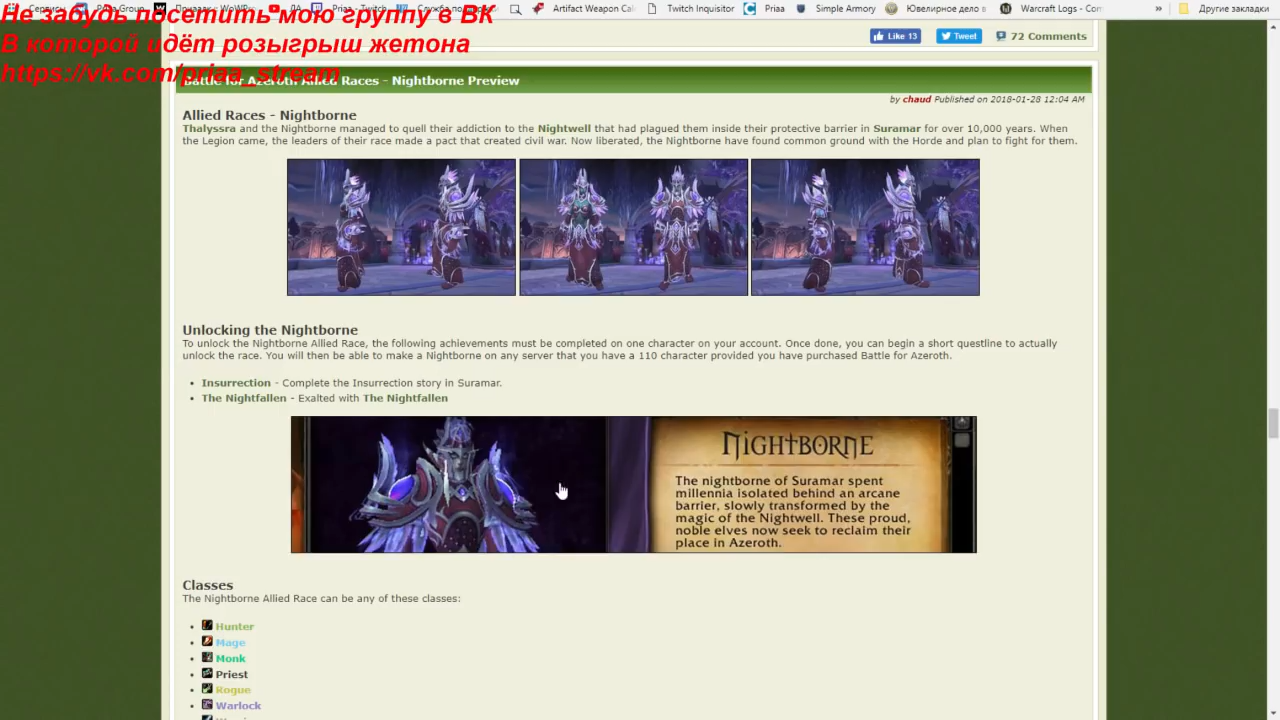 Не забудь посетить мою группу в ВК
В которой идёт розыгрыш жетона
https://vk.com/priaa_stream
Artifact Weapon Cal
Twitch Inquisitor
Priaa
Simple Armory
Ювелирное дело в
Warcraft Logs - Com
»
Другие закладки
Like 13
Tweet
72 Comments
Battle for Azeroth Allied Races - Nightborne Preview
by chaud Published on 2018-01-28 12:04 AM
Allied Races - Nightborne
Thalyssra and the Nightborne managed to quell their addiction to the Nightwell that had plagued them inside their protective barrier in Suramar for over 10,000 years. When
the Legion came, the leaders of their race made a pact that created civil war. Now liberated, the Nightborne have found common ground with the Horde and plan to fight for them.
Unlocking the Nightborne
To unlock the Nightborne Allied Race, the following achievements must be completed on one character on your account. Once done, you can begin a short questline to actually
unlock the race. You will then be able to make a Nightborne on any server that you have a 110 character provided you have purchased Battle for Azeroth.
Insurrection - Complete the Insurrection story in Suramar.
The Nightfallen - Exalted with The Nightfallen
Nightborne
The nightborne of Suramar spent
millennia isolated behind an arcane
barrier, slowly transformed by the
magic of the Nightwell. These proud,
noble elves now seek to reclaim their
place in Azeroth.
Classes
The Nightborne Allied Race can be any of these classes:
Hunter
Mage
Monk
Priest
Rogue
Warlock